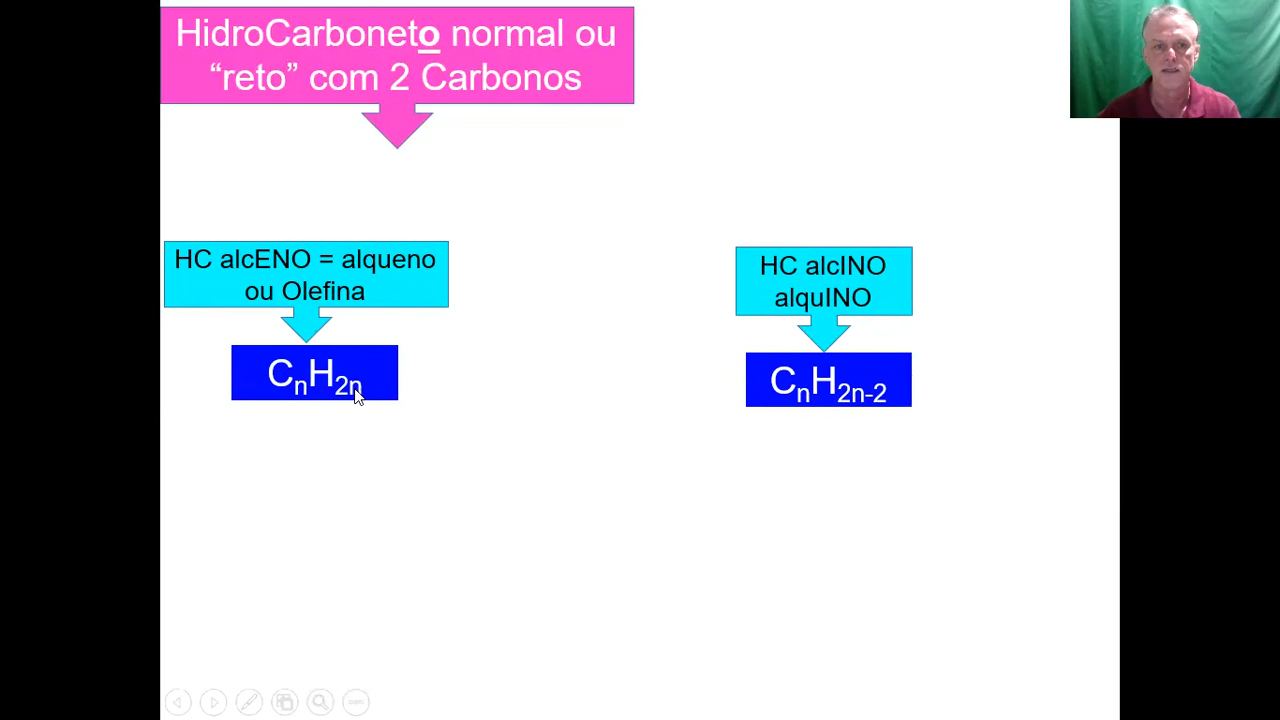 HidroCarboneto normal ou
“reto” com 2 Carbonos
HC alcENO = alqueno
ou Olefina
CnH2n
HC alcINO
alquINO
CnH2n-2